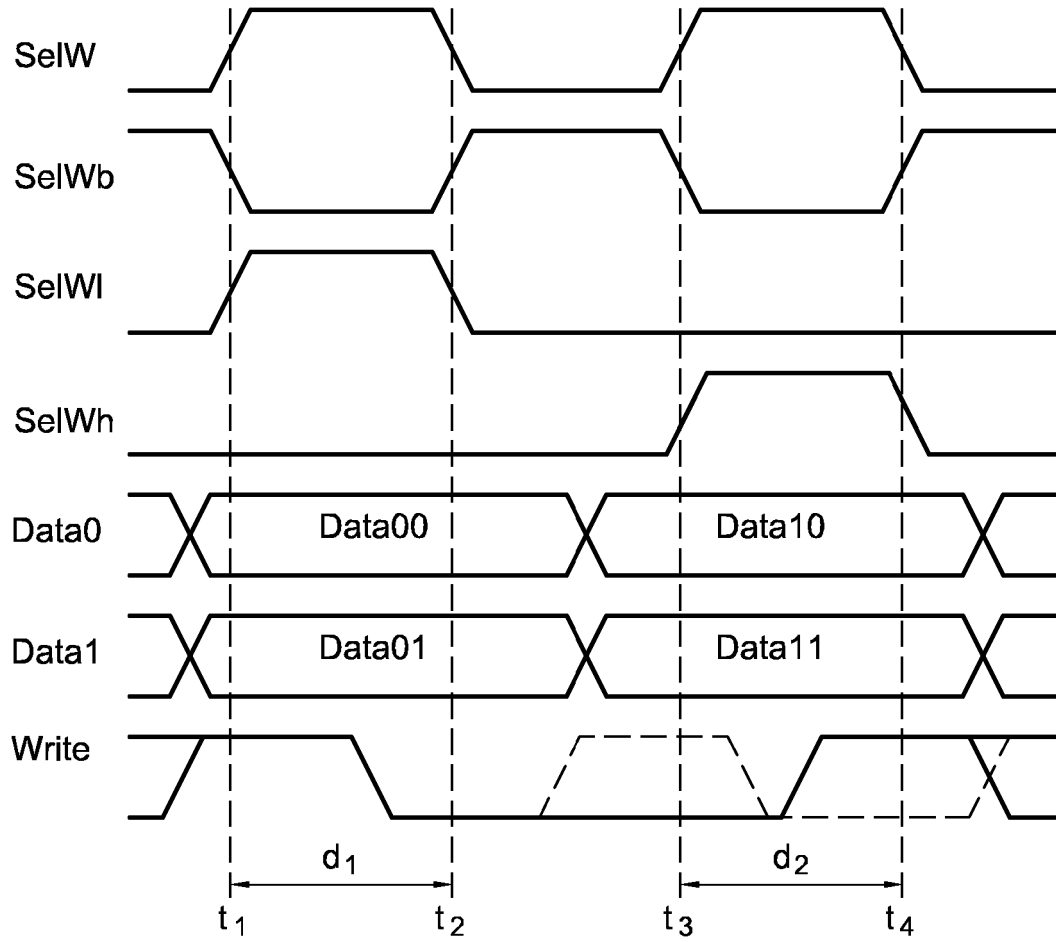 SelW
SelWb
SelWl
SelWh
Data0 Data00 Data10
Data1 Data01 Data11
Write
d1 d2
t1 t2 t3 t4